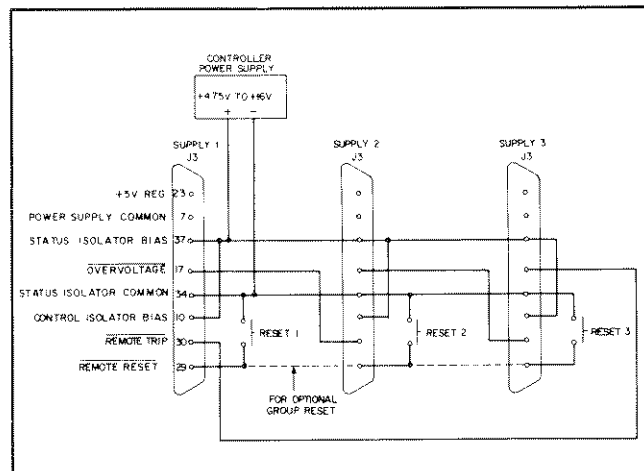 CONTROLLER
POWER SUPPLY
+4.75V TO +16V
+ −
SUPPLY 1
J3
SUPPLY 2
J3
SUPPLY 3
J3
+5V REG 23
POWER SUPPLY COMMON 7
STATUS ISOLATOR BIAS 37
OVERVOLTAGE 17
STATUS ISOLATOR COMMON 34
CONTROL ISOLATOR BIAS 10
REMOTE TRIP 30
REMOTE RESET 29
RESET 1
RESET 2
RESET 3
FOR OPTIONAL
GROUP RESET